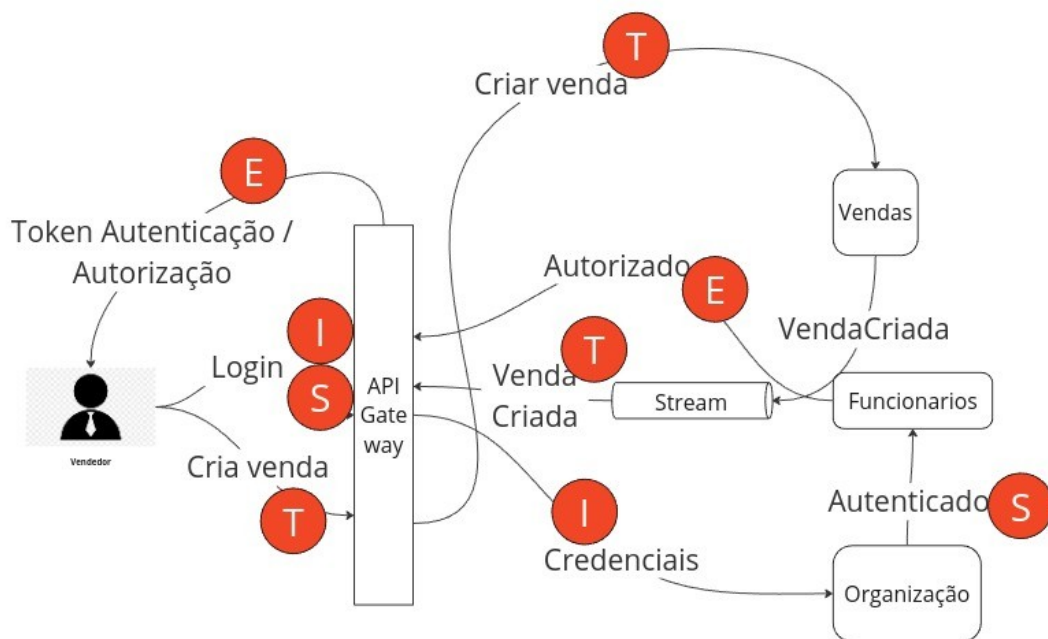 T
Criar venda
E
Token Autenticação /
Autorização
Vendas
Autorizado
E
I
VendaCriada
T
Login
S
API
Gate
way
Venda
Criada
Stream
Funcionarios
Vendedor
Cria venda
T
I
Credenciais
Autenticado
S
Organização